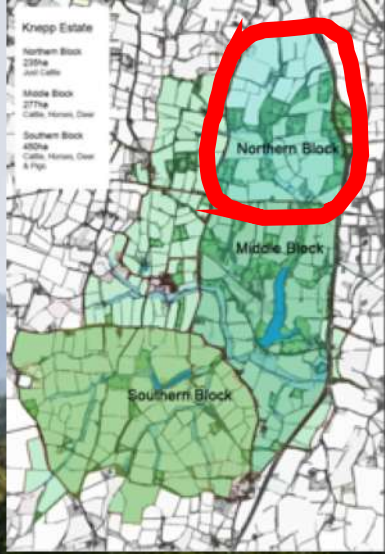 Knepp Estate
Northern Block
235ha
Just Cattle
Middle Block
277ha
Cattle, Horses, Deer
Southern Block
450ha
Cattle, Horses, Deer
& Pigs
Northern Block
Middle Block
Southern Block